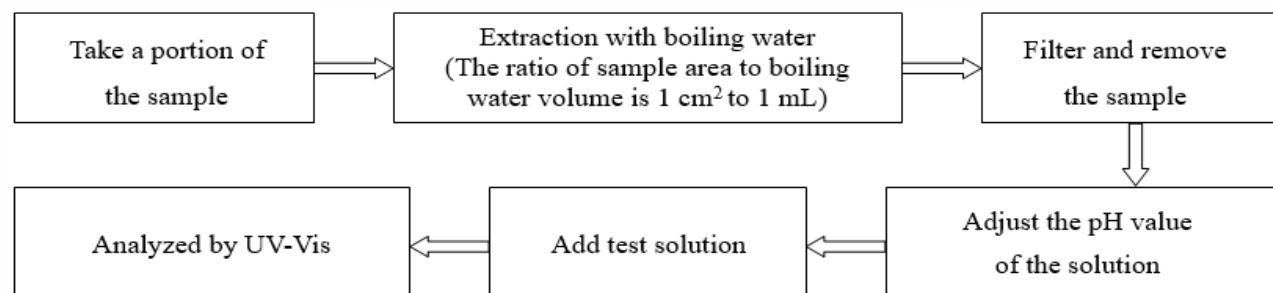 Take a portion of
the sample
Extraction with boiling water
(The ratio of sample area to boiling
water volume is 1 cm² to 1 mL)
Filter and remove
the sample
Adjust the pH value
of the solution
Add test solution
Analyzed by UV-Vis